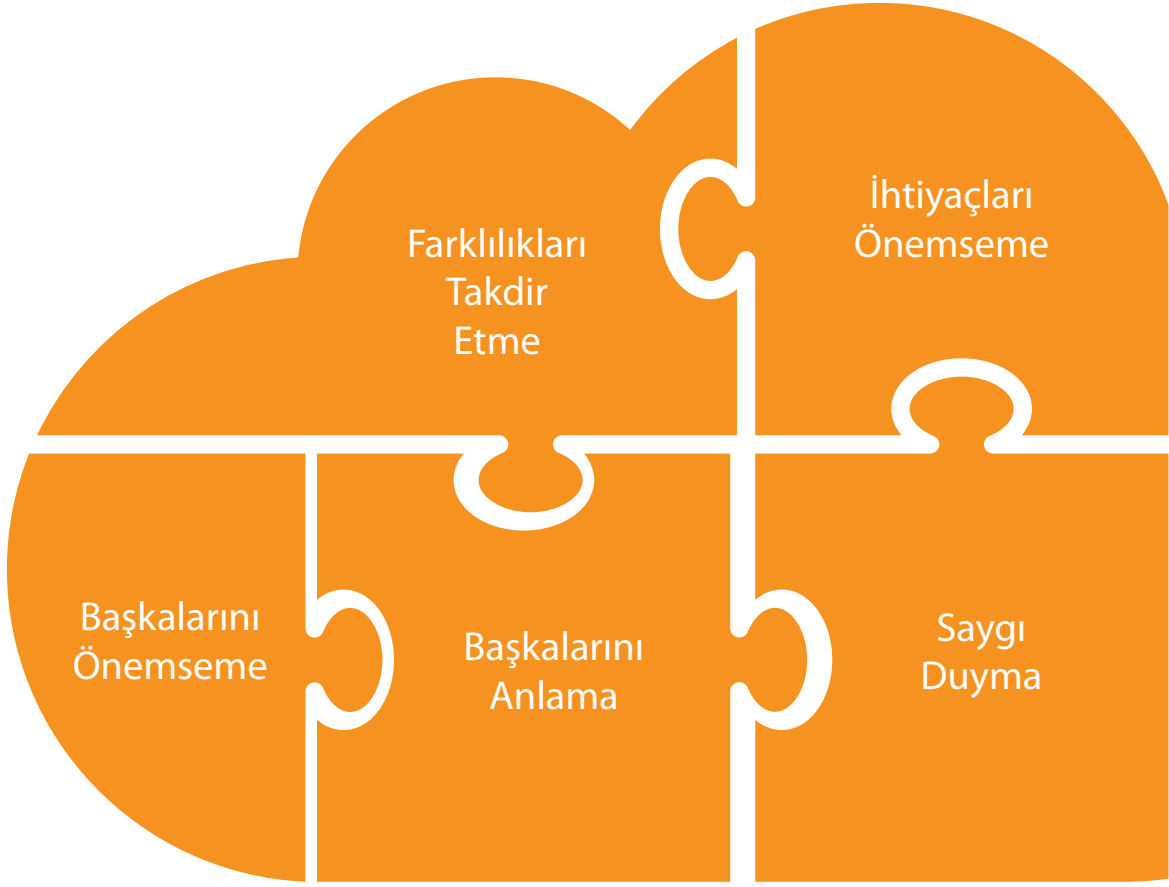 Farklılıkları
Takdir
Etme
İhtiyaçları
Önemseme
Başkalarını
Önemseme
Başkalarını
Anlama
Saygı
Duyma